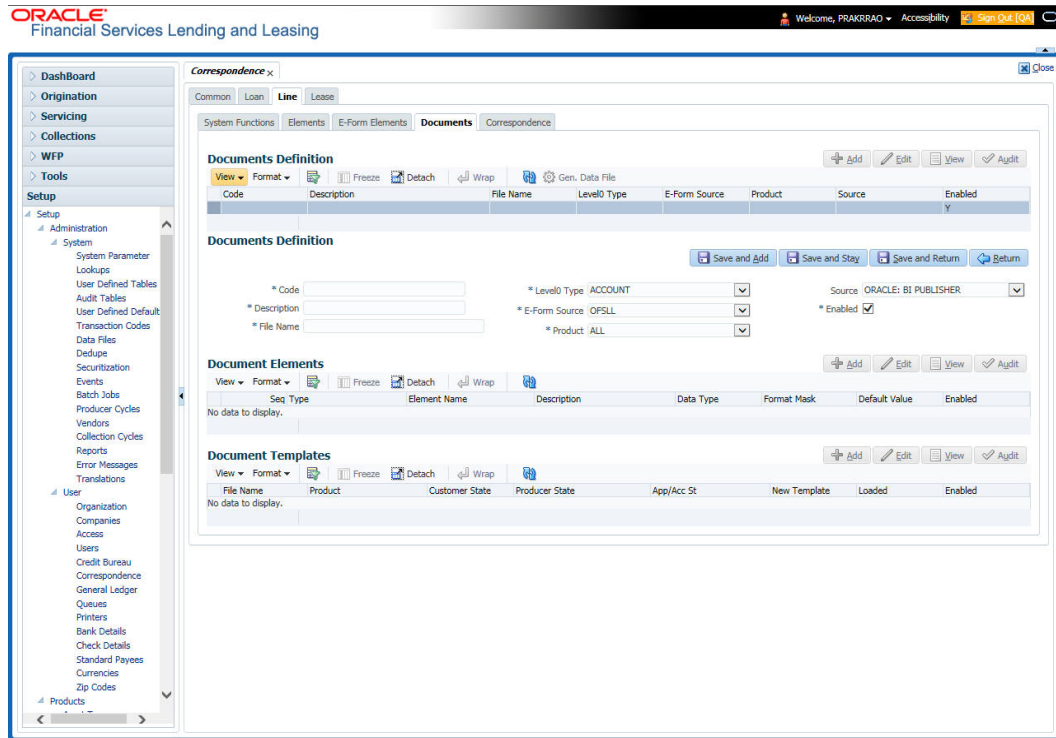 ORACLE
Financial Services Lending and Leasing
Welcome, PRAKRRAO Accessibility Sign Out [QA]
Close
DashBoard
Origination
Servicing
Collections
WFP
Tools
Setup
Setup
Administration
System
System Parameter
Lookups
User Defined Tables
Audit Tables
User Defined Default
Transaction Codes
Data Files
Dedupe
Securitization
Events
Batch Jobs
Producer Cycles
Vendors
Collection Cycles
Reports
Error Messages
Translations
User
Organization
Companies
Access
Users
Credit Bureau
Correspondence
General Ledger
Queues
Printers
Bank Details
Check Details
Standard Payees
Currencies
Zip Codes
Products
Correspondence
Common Loan Line Lease
System Functions Elements E-Form Elements Documents Correspondence
Documents Definition
Add Edit View Audit
View Format Freeze Detach Wrap Gen. Data File
Code Description File Name Level0 Type E-Form Source Product Source Enabled
Y
Documents Definition
Save and Add Save and Stay Save and Return Return
* Code * Level0 Type ACCOUNT Source ORACLE: BI PUBLISHER
* Description * E-Form Source OFSLL * Enabled
* File Name * Product ALL
Document Elements
Add Edit View Audit
View Format Freeze Detach Wrap
Seq Type Element Name Description Data Type Format Mask Default Value Enabled
No data to display.
Document Templates
Add Edit View Audit
View Format Freeze Detach Wrap
File Name Product Customer State Producer State App/Acc St New Template Loaded Enabled
No data to display.